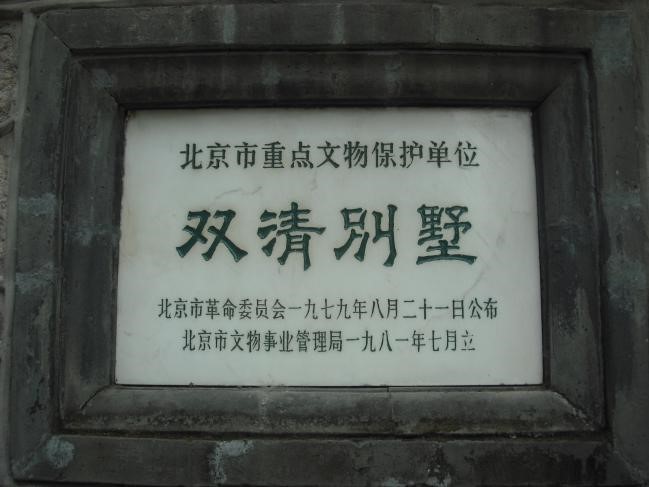 北京市重点文物保护单位
双清别墅
北京市革命委员会一九七九年八月二十一日公布
北京市文物事业管理局一九八一年七月立